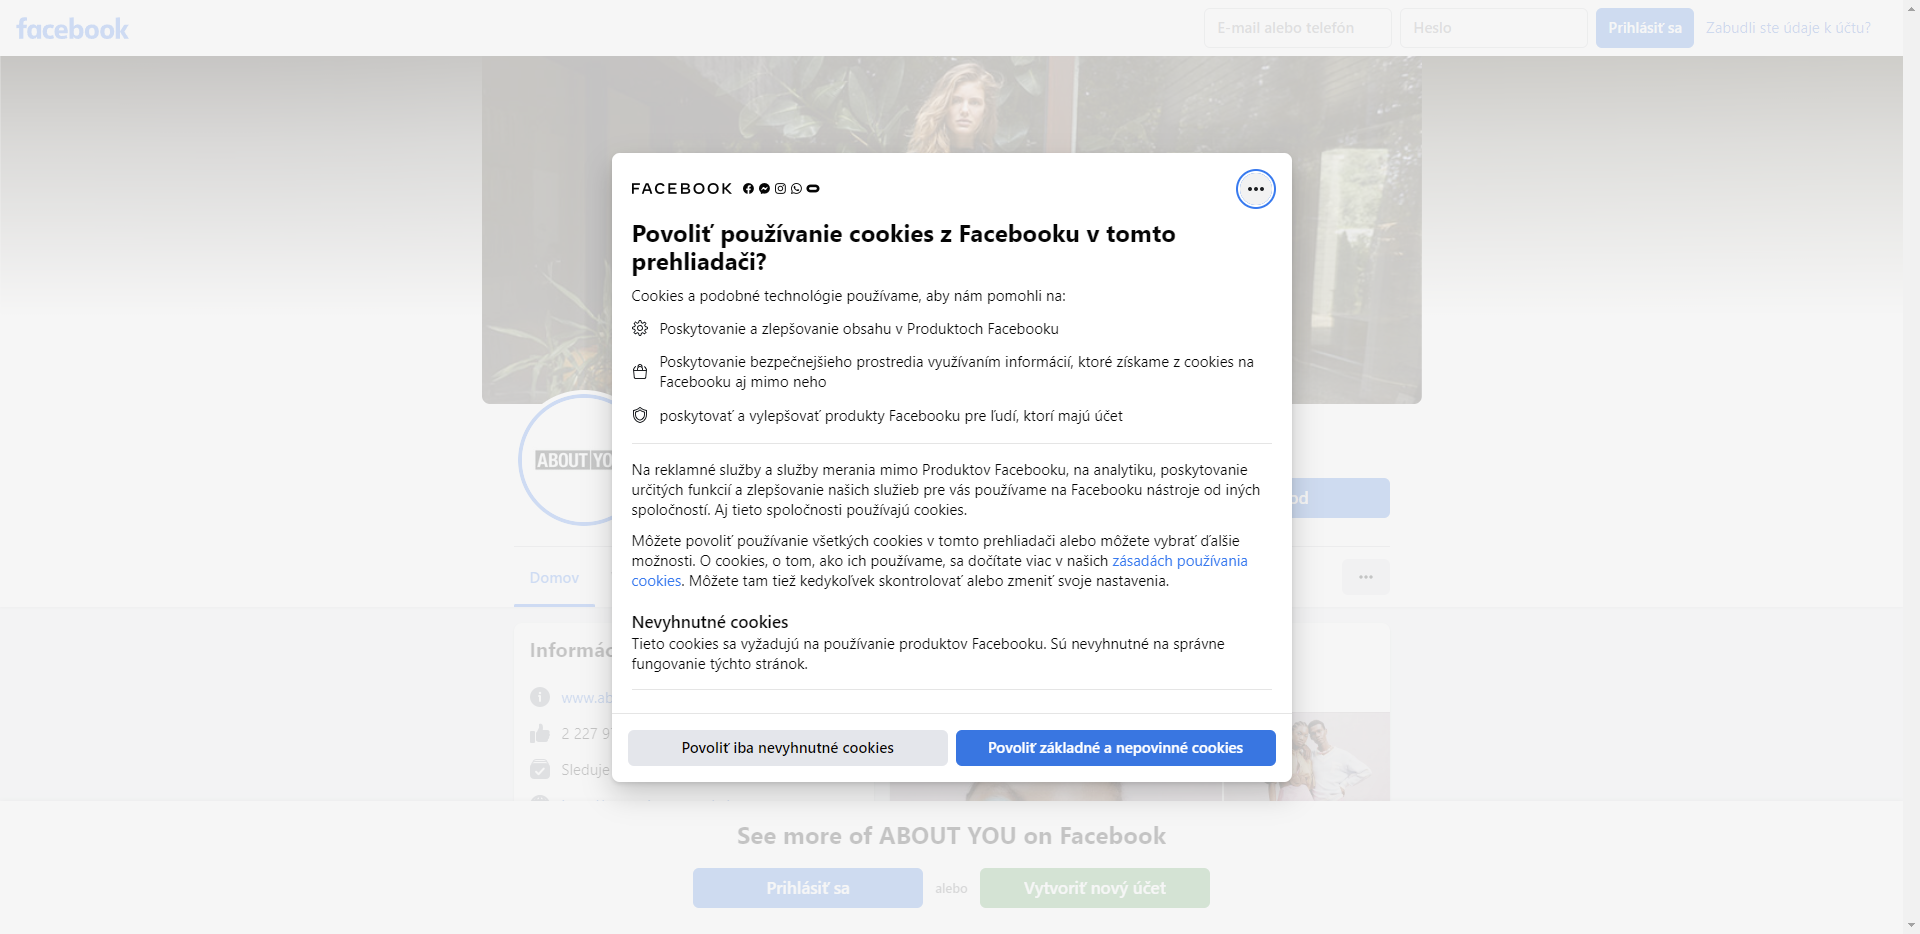 facebook
E-mail alebo telefón
Heslo
Prihlásiť sa
Zabudli ste údaje k účtu?
FACEBOOK
Povoliť používanie cookies z Facebooku v tomto
prehliadači?
Cookies a podobné technológie používame, aby nám pomohli na:
Poskytovanie a zlepšovanie obsahu v Produktoch Facebooku
Poskytovanie bezpečnejšieho prostredia využívaním informácií, ktoré získame z cookies na
Facebooku aj mimo neho
poskytovať a vylepšovať produkty Facebooku pre ľudí, ktorí majú účet
ABOUT YO
Na reklamné služby a služby merania mimo Produktov Facebooku, na analytiku, poskytovanie
určitých funkcií a zlepšovanie našich služieb pre vás používame na Facebooku nástroje od iných
spoločností. Aj tieto spoločnosti používajú cookies.
od
Môžete povoliť používanie všetkých cookies v tomto prehliadači alebo môžete vybrať ďalšie
možnosti. O cookies, o tom, ako ich používame, sa dočítate viac v našich zásadách používania
cookies. Môžete tam tiež kedykoľvek skontrolovať alebo zmeniť svoje nastavenia.
Domov
Nevyhnutné cookies
Tieto cookies sa vyžadujú na používanie produktov Facebooku. Sú nevyhnutné na správne
fungovanie týchto stránok.
Informác
www.ab
2 227 9
Sleduje
Povoliť iba nevyhnutné cookies
Povoliť základné a nepovinné cookies
See more of ABOUT YOU on Facebook
Prihlásiť sa
alebo
Vytvoriť nový účet